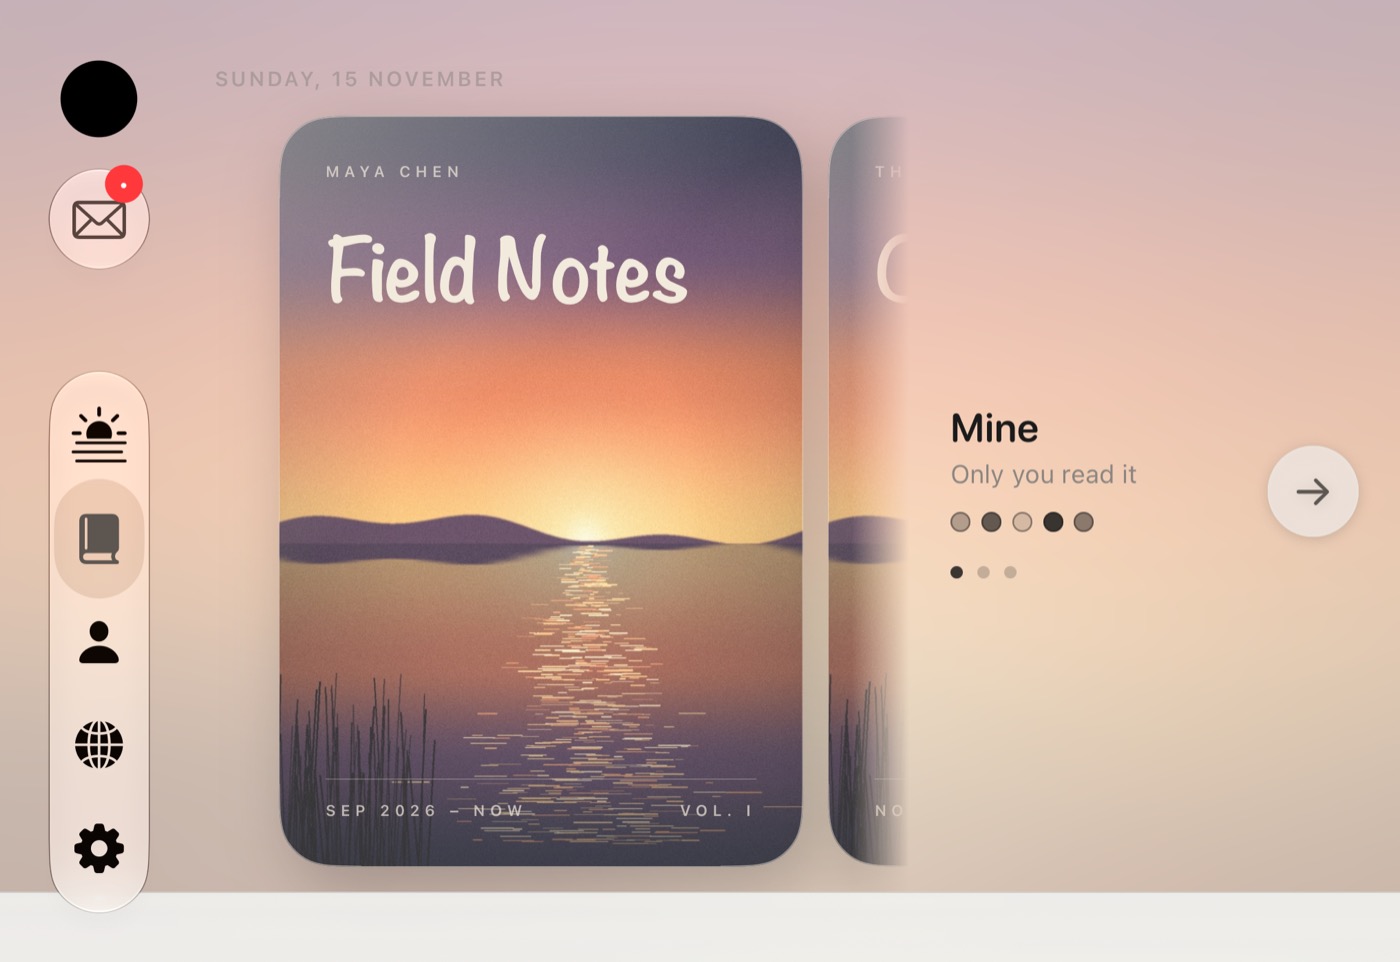 SUNDAY, 15 NOVEMBER
MAYA CHEN
Field Notes
SEP 2026 – NOW
VOL. I
Mine
Only you read it